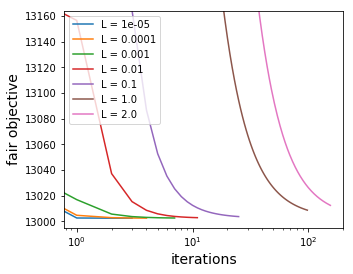 13160
13140
13120
13100
13080
13060
13040
13020
13000
fair objective
L = 1e-05
L = 0.0001
L = 0.001
L = 0.01
L = 0.1
L = 1.0
L = 2.0
10⁰ 10¹ 10²
iterations